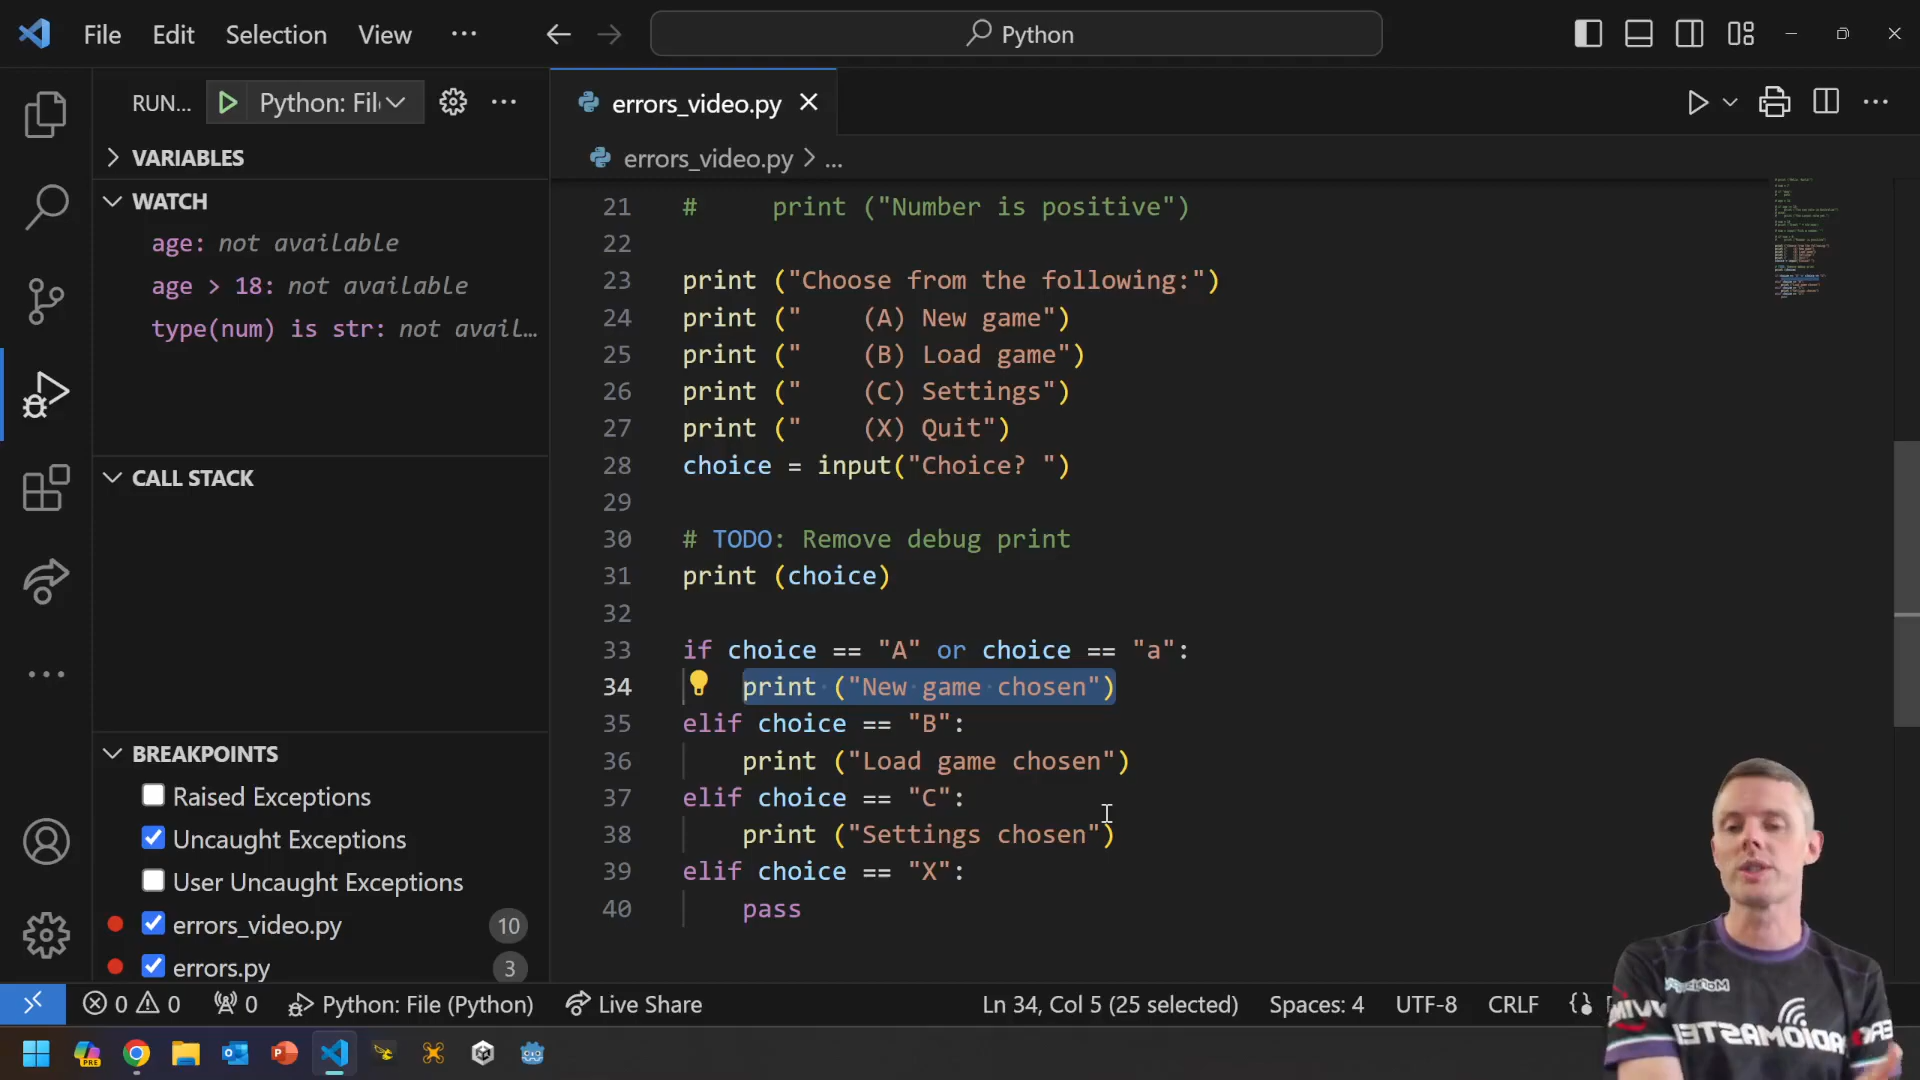 File Edit Selection View ... Python
RUN... Python: Fil
errors_video.py
VARIABLES
errors_video.py > ...
WATCH
age: not available
age > 18: not available
type(num) is str: not avail...
CALL STACK
BREAKPOINTS
Raised Exceptions
Uncaught Exceptions
User Uncaught Exceptions
errors_video.py 10
errors.py 3
21 #     print ("Number is positive")
22
23 print ("Choose from the following:")
24 print ("    (A) New game")
25 print ("    (B) Load game")
26 print ("    (C) Settings")
27 print ("    (X) Quit")
28 choice = input("Choice? ")
29
30 # TODO: Remove debug print
31 print (choice)
32
33 if choice == "A" or choice == "a":
34     print ("New game chosen")
35 elif choice == "B":
36     print ("Load game chosen")
37 elif choice == "C":
38     print ("Settings chosen")
39 elif choice == "X":
40     pass
0 0 0 Python: File (Python) Live Share Ln 34, Col 5 (25 selected) Spaces: 4 UTF-8 CRLF {}
PRE